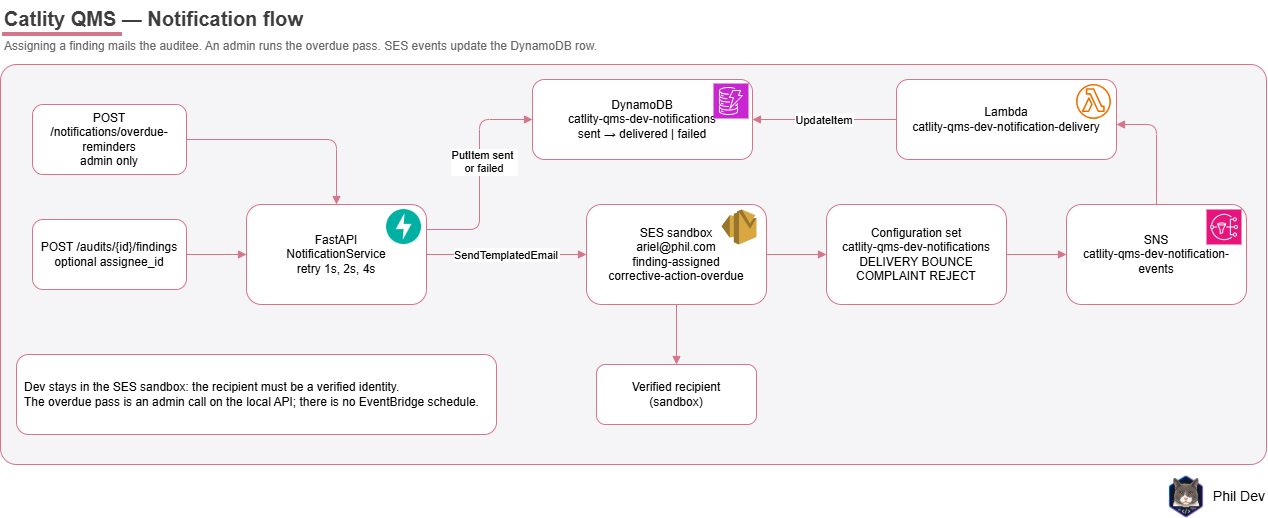 Catlity QMS — Notification flow
Assigning a finding mails the auditee. An admin runs the overdue pass. SES events update the DynamoDB row.
POST
/notifications/overdue-
reminders
admin only
DynamoDB
catlity-qms-dev-notifications
sent → delivered | failed
UpdateItem
Lambda
catlity-qms-dev-notification-delivery
PutItem sent
or failed
POST /audits/{id}/findings
optional assignee_id
FastAPI
NotificationService
retry 1s, 2s, 4s
SendTemplatedEmail
SES sandbox
ariel@phil.com
finding-assigned
corrective-action-overdue
Configuration set
catlity-qms-dev-notifications
DELIVERY BOUNCE
COMPLAINT REJECT
SNS
catlity-qms-dev-notification-
events
Dev stays in the SES sandbox: the recipient must be a verified identity.
The overdue pass is an admin call on the local API; there is no EventBridge schedule.
Verified recipient
(sandbox)
Phil Dev